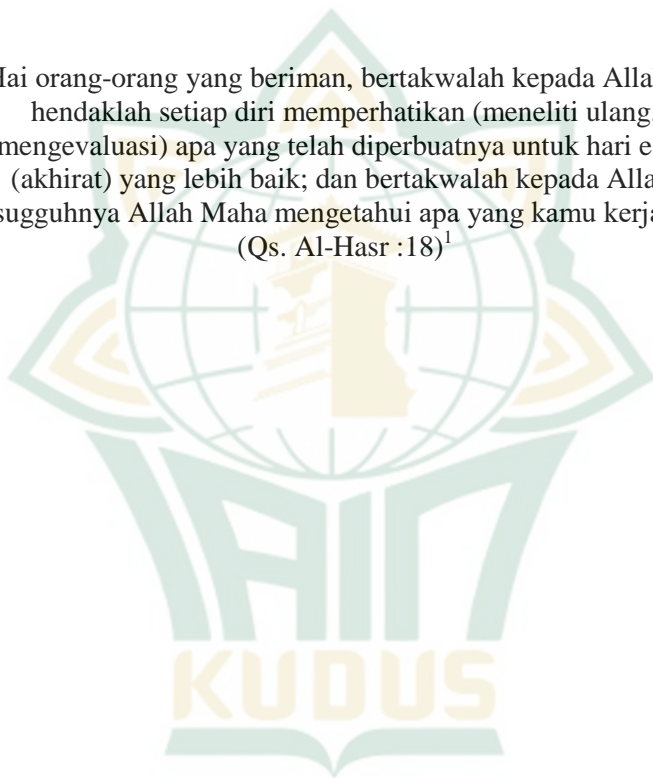 Hai orang-orang yang beriman, bertakwalah kepada Alla
hendaklah setiap diri memperhatikan (meneliti ulang,
mengevaluasi) apa yang telah diperbuatnya untuk hari e
(akhirat) yang lebih baik; dan bertakwalah kepada Alla
sugguhnya Allah Maha mengetahui apa yang kamu kerja
(Qs. Al-Hasr :18)1
IAIN
KUDUS